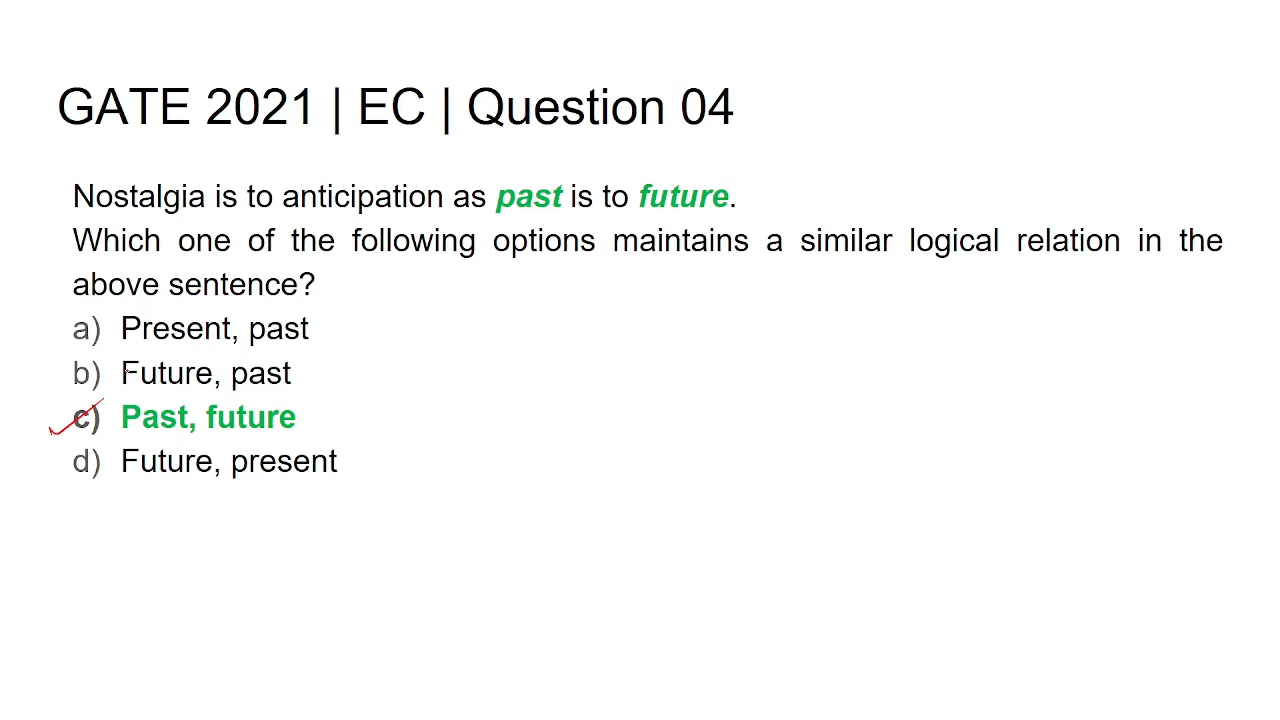 GATE 2021 | EC | Question 04
Nostalgia is to anticipation as past is to future.
Which one of the following options maintains a similar logical relation in the
above sentence?
a) Present, past
b) Future, past
c) Past, future
d) Future, present